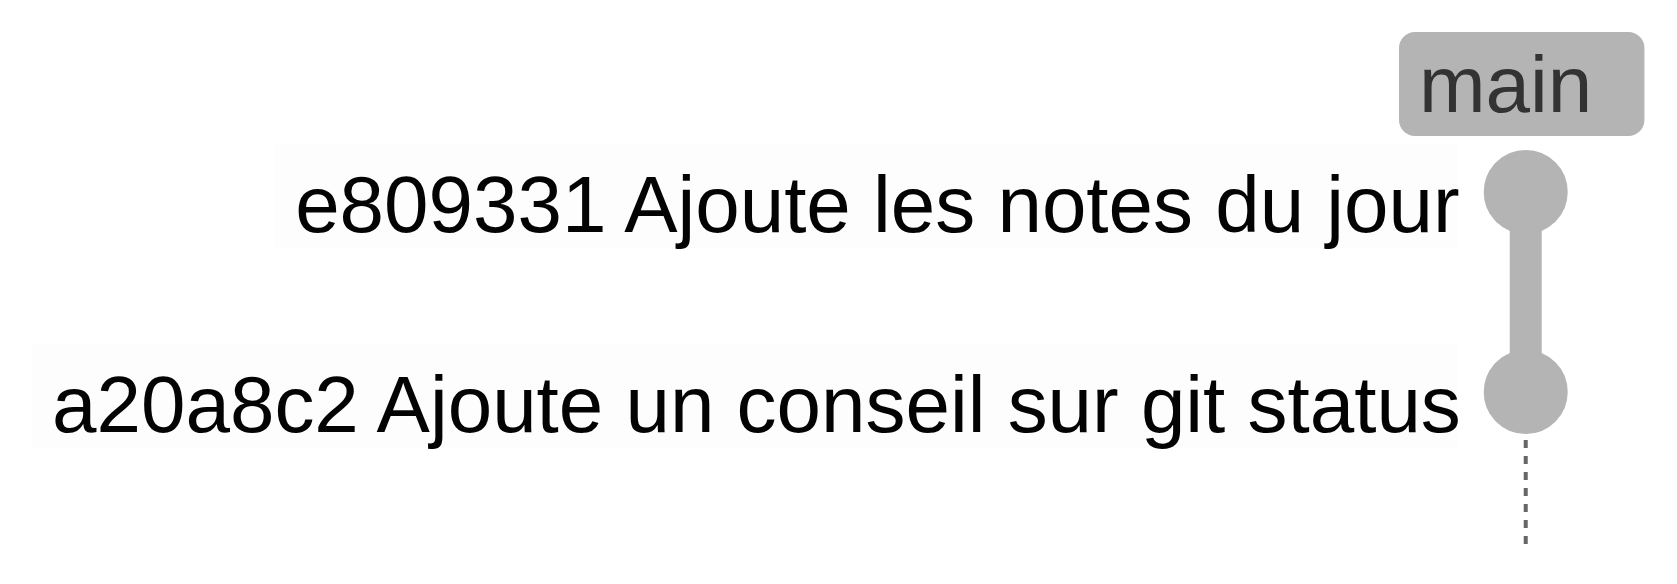 main
e809331 Ajoute les notes du jour
a20a8c2 Ajoute un conseil sur git status